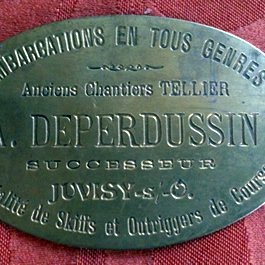 EMBARCATIONS EN TOUS GENRES
Anciens Chantiers TELLIER
A. DEPERDUSSIN
SUCCESSEUR
JUVISY-s/-O.
Spécialité de Skiffs et Outriggers de Course